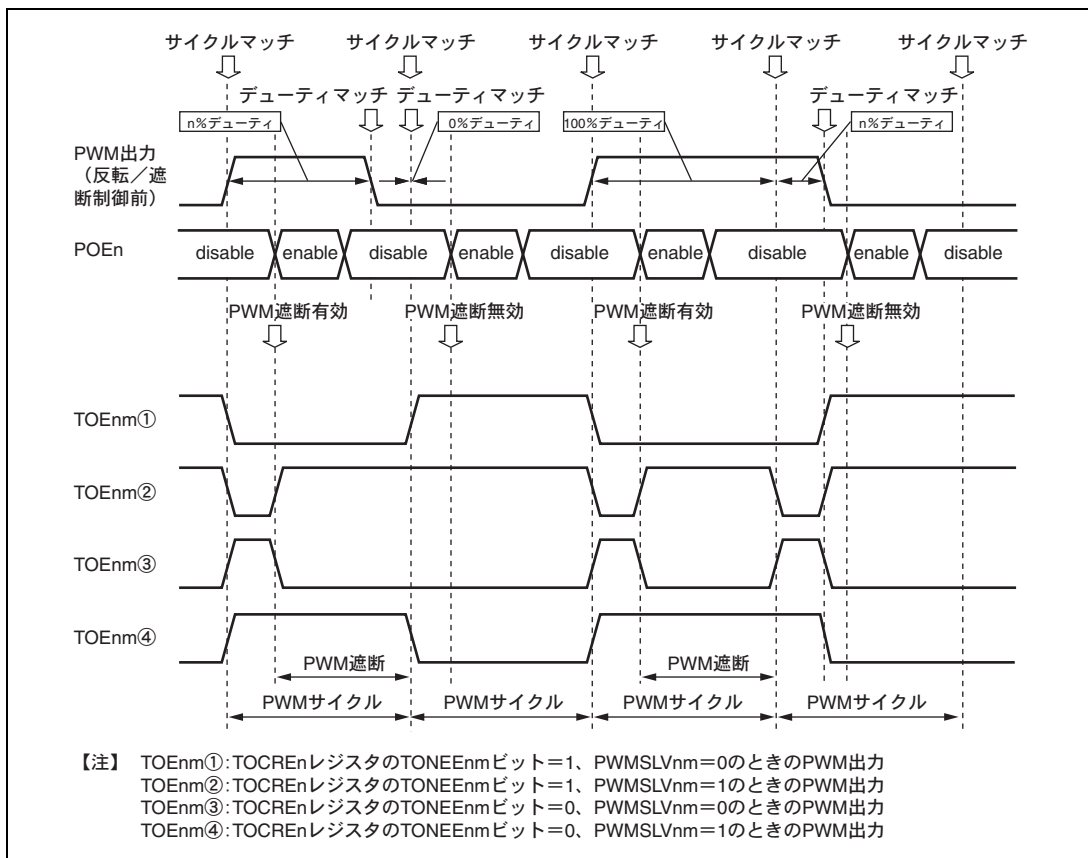 サイクルマッチ サイクルマッチ サイクルマッチ サイクルマッチ サイクルマッチ
デューティマッチ デューティマッチ デューティマッチ
n%デューティ 0%デューティ 100%デューティ n%デューティ
PWM出力
（反転／遮
断制御前）
POEn disable enable disable enable disable enable disable enable disable
PWM遮断有効 PWM遮断無効 PWM遮断有効 PWM遮断無効
TOEnm①
TOEnm②
TOEnm③
TOEnm④
PWM遮断 PWM遮断
PWMサイクル PWMサイクル PWMサイクル PWMサイクル
【注】 TOEnm①：TOCREnレジスタのTONEEnmビット＝1、PWMSLVnm＝0のときのPWM出力
TOEnm②：TOCREnレジスタのTONEEnmビット＝1、PWMSLVnm＝1のときのPWM出力
TOEnm③：TOCREnレジスタのTONEEnmビット＝0、PWMSLVnm＝0のときのPWM出力
TOEnm④：TOCREnレジスタのTONEEnmビット＝0、PWMSLVnm＝1のときのPWM出力